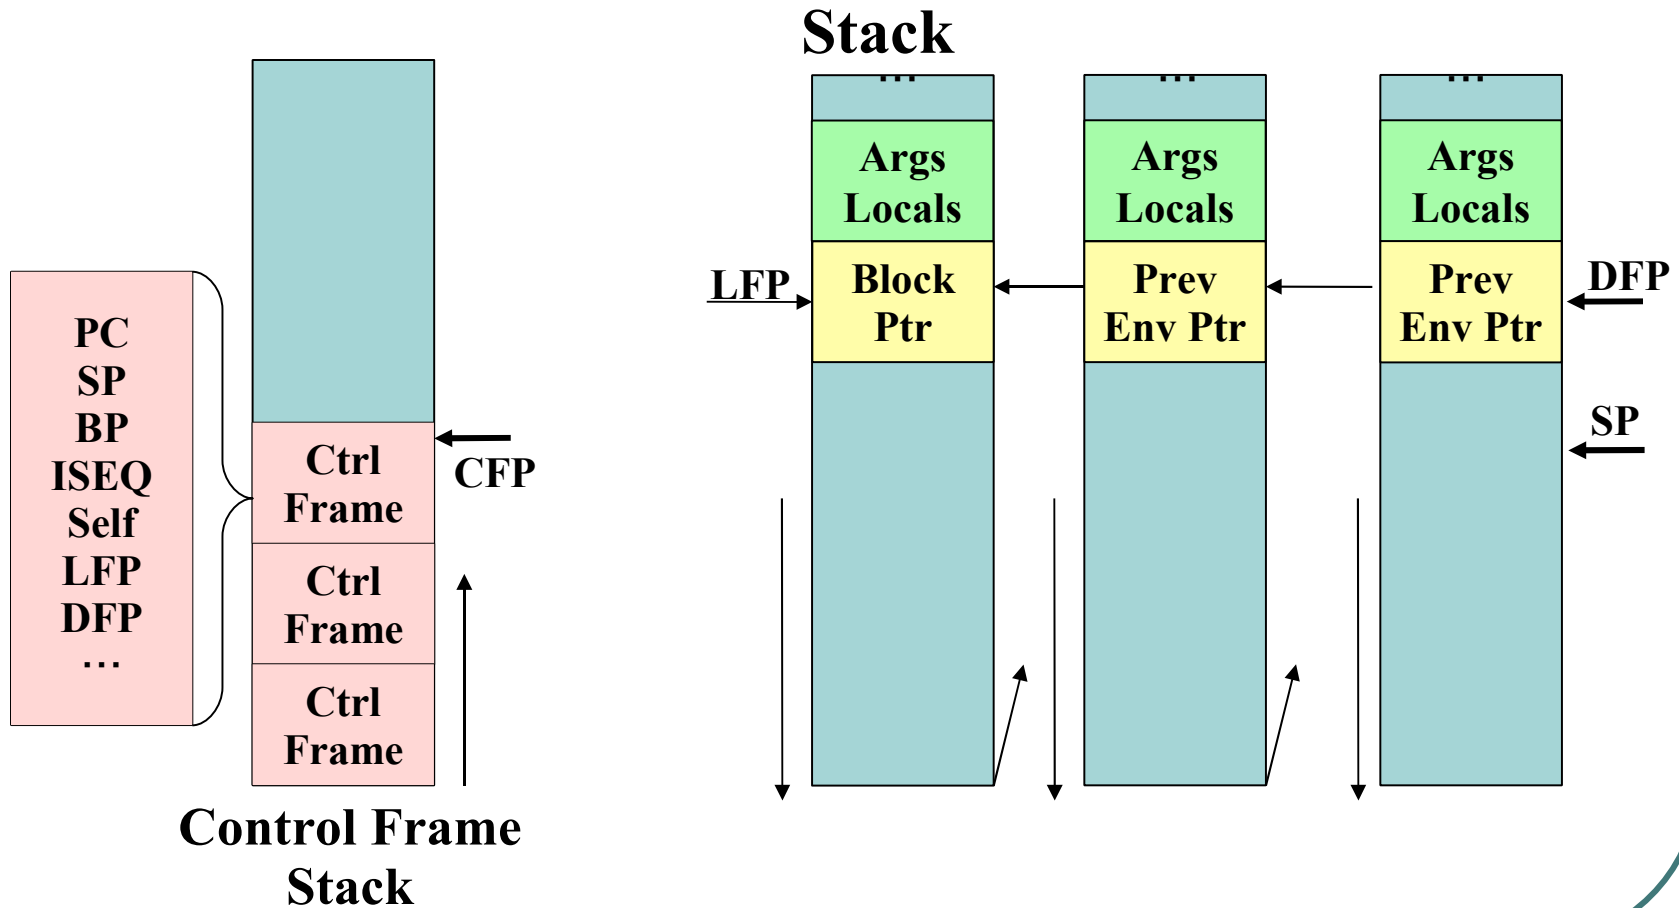 Stack
...
Args
Locals
Block
Ptr
LFP
...
Args
Locals
Prev
Env Ptr
...
Args
Locals
Prev
Env Ptr
DFP
SP
PC
SP
BP
ISEQ
Self
LFP
DFP
...
Ctrl
Frame
CFP
Ctrl
Frame
Ctrl
Frame
Control Frame
Stack